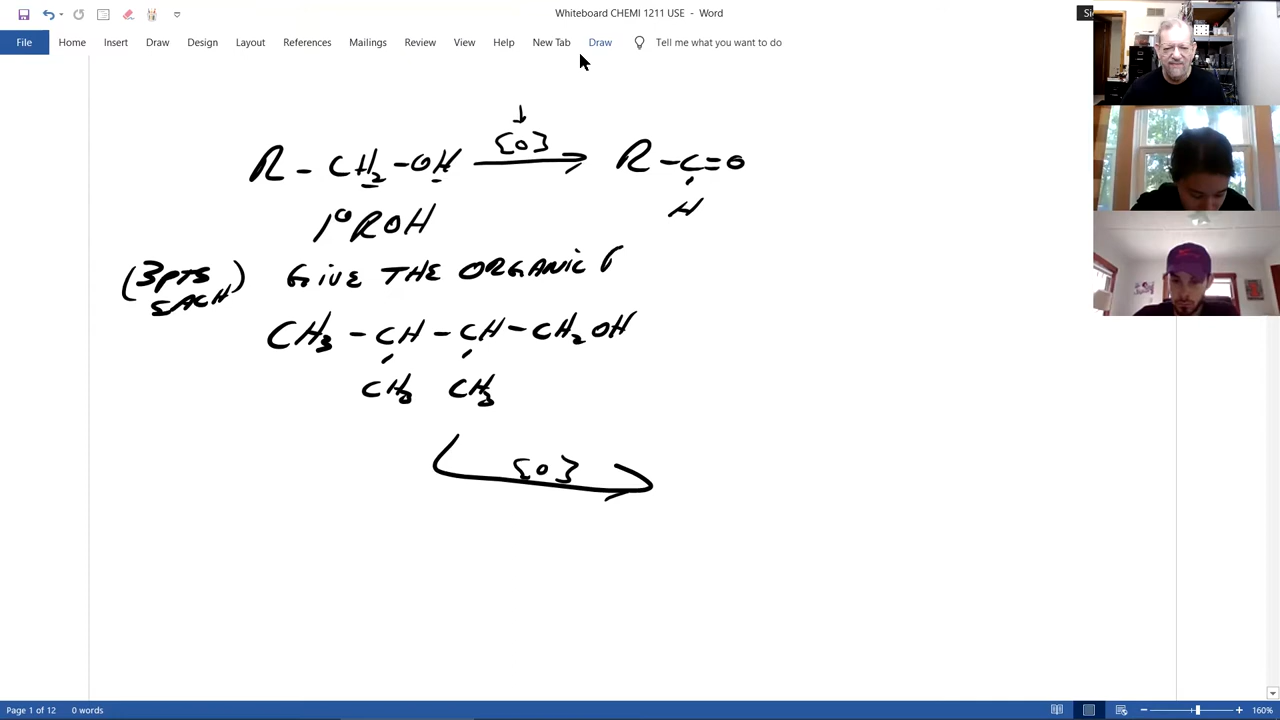 Whiteboard CHEMI 1211 USE - Word
File Home Insert Draw Design Layout References Mailings Review View Help New Tab Draw Tell me what you want to do
{O}
R - CH2 - OH → R - C = O
H
1° ROH
(3 PTS EACH) GIVE THE ORGANIC
CH3 - CH - CH - CH2 OH
CH3 CH3
{O}
Page 1 of 12 0 words 160%